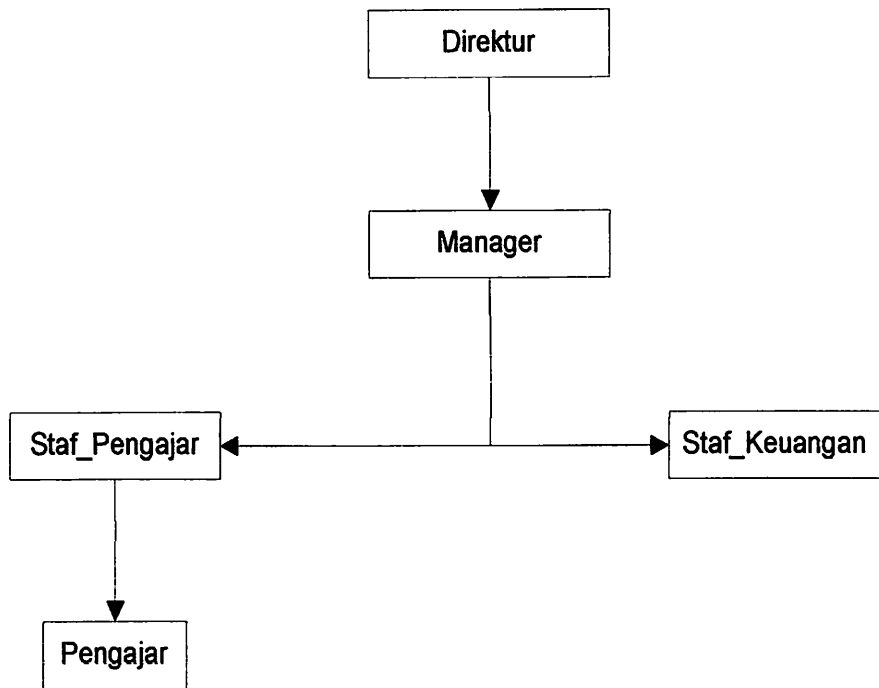 Direktur
Manager
Staf_Pengajar
Staf_Keuangan
Pengajar